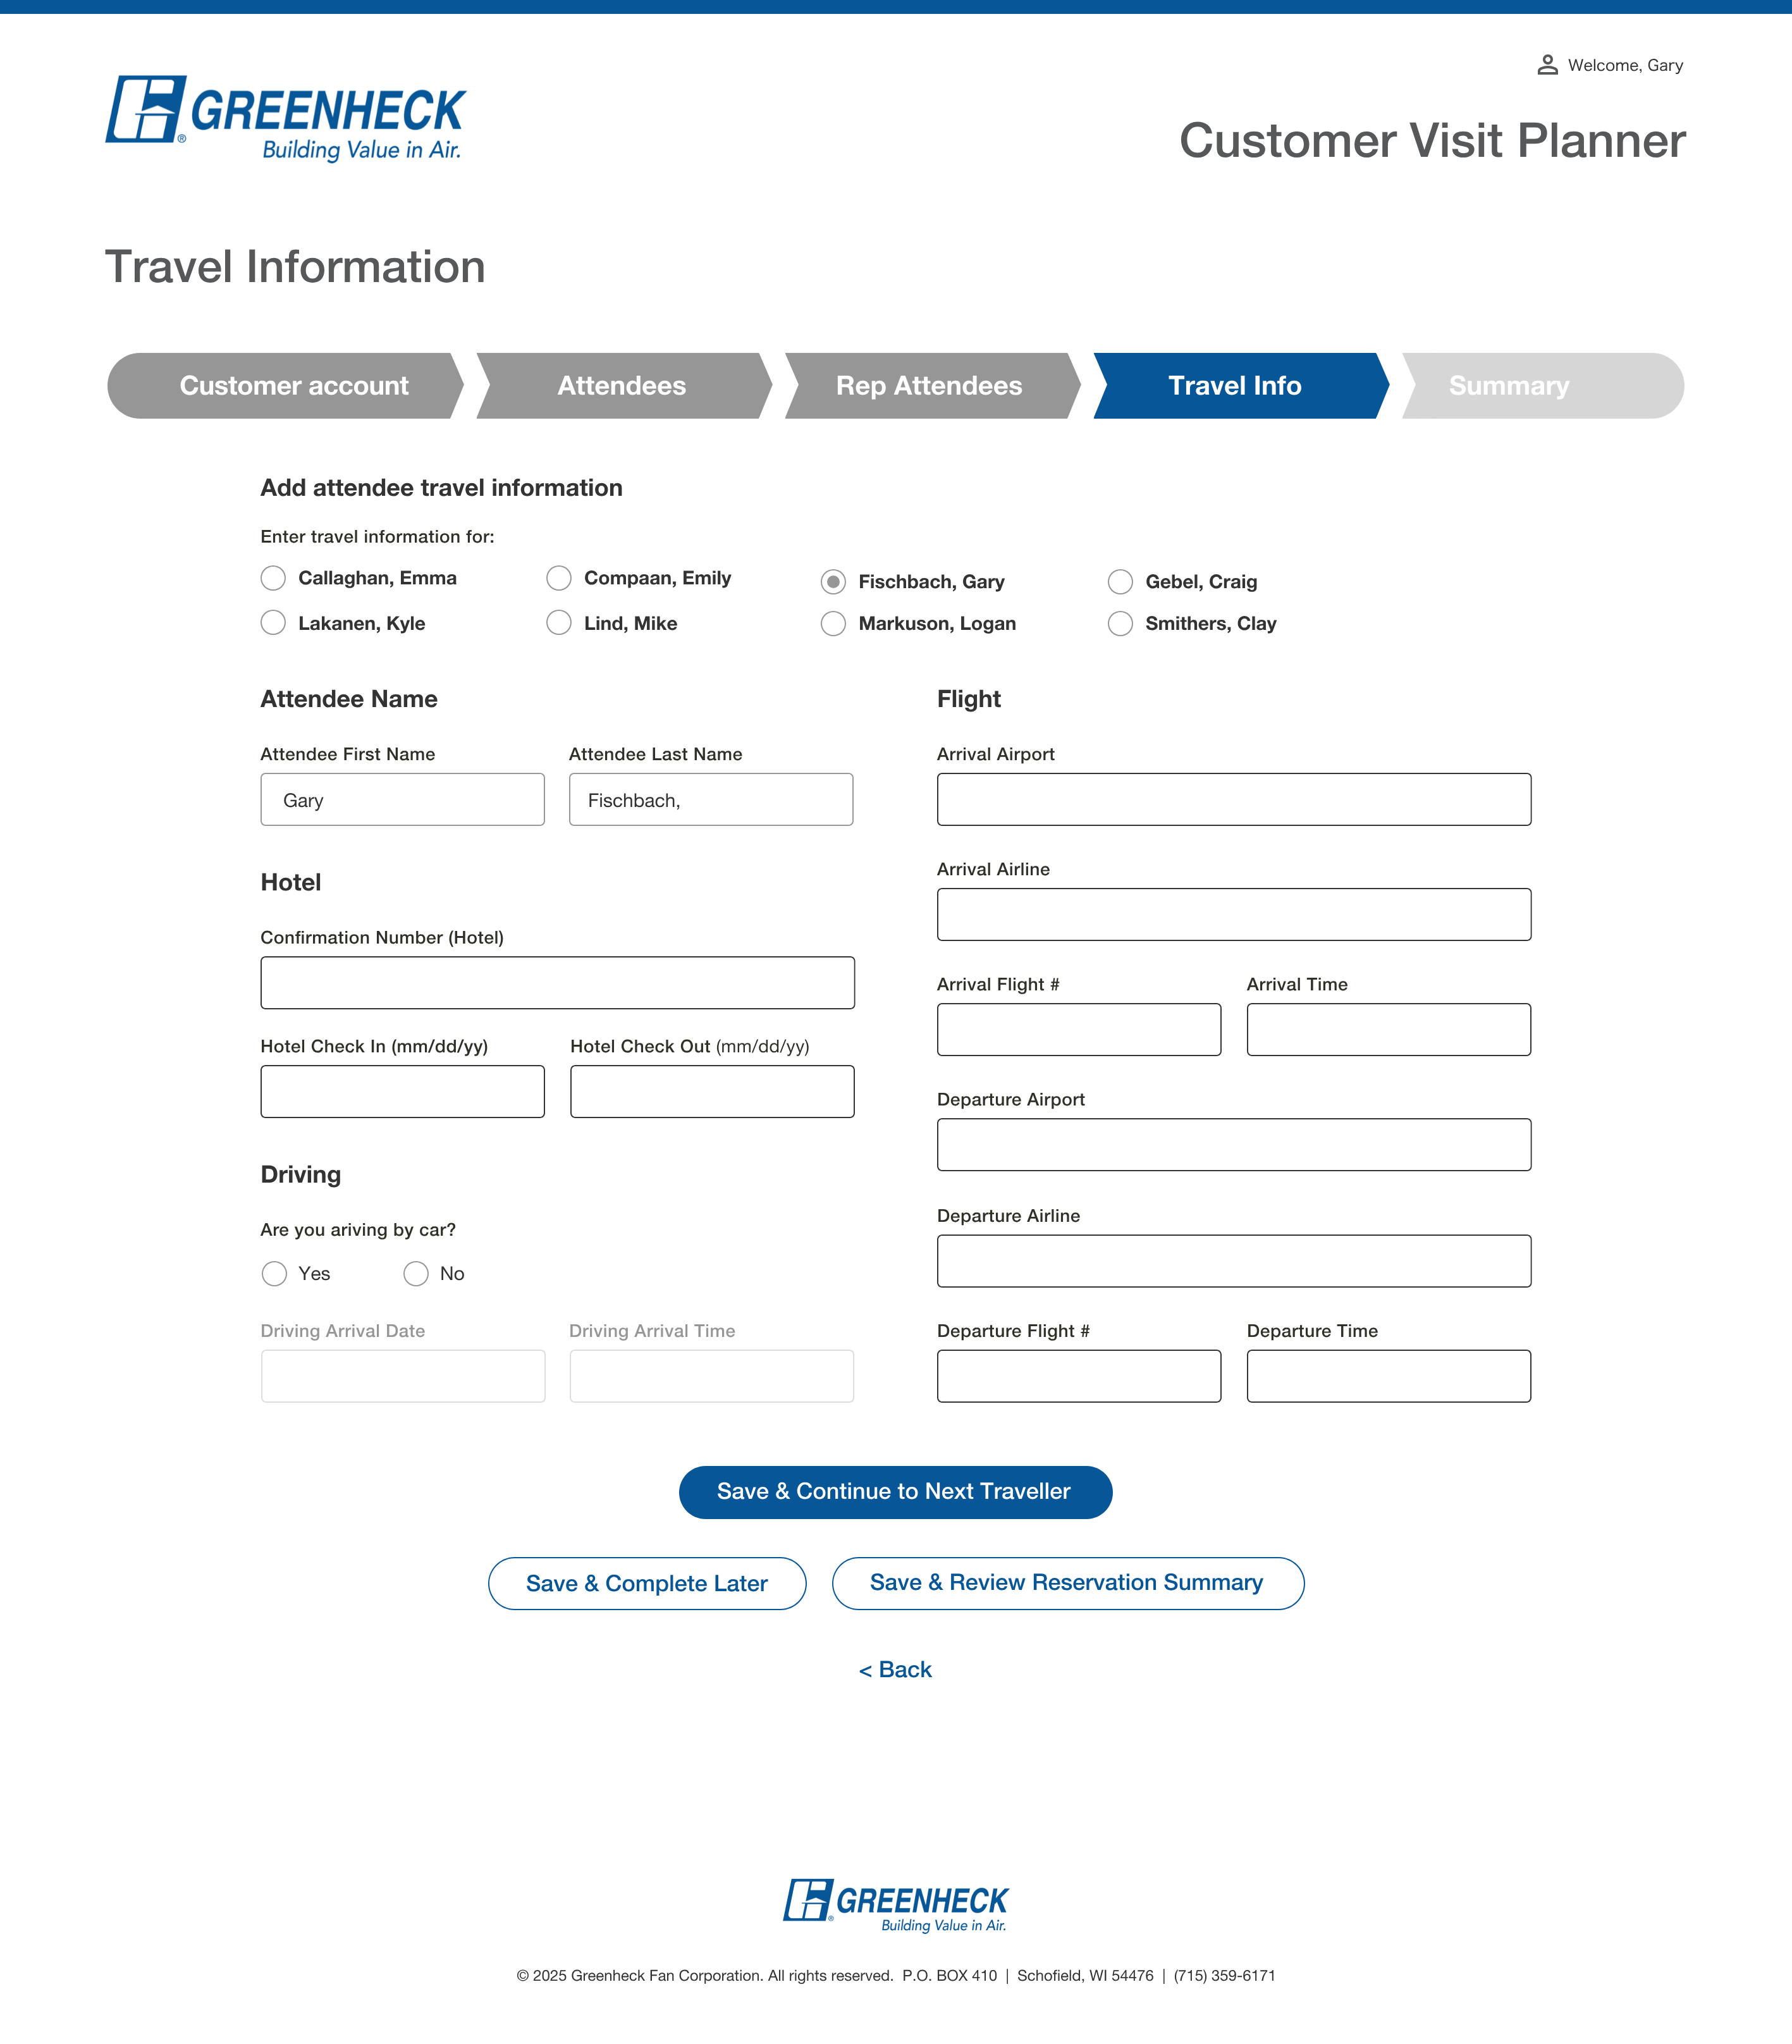 Welcome, Gary
GREENHECK
®
Building Value in Air.
Customer Visit Planner
Travel Information
Customer account
Attendees
Rep Attendees
Travel Info
Summary
Add attendee travel information
Enter travel information for:
Callaghan, Emma
Compaan, Emily
Fischbach, Gary
Gebel, Craig
Lakanen, Kyle
Lind, Mike
Markuson, Logan
Smithers, Clay
Attendee Name
Attendee First Name
Attendee Last Name
Gary
Fischbach,
Hotel
Confirmation Number (Hotel)
Hotel Check In (mm/dd/yy)
Hotel Check Out (mm/dd/yy)
Driving
Are you ariving by car?
Yes
No
Driving Arrival Date
Driving Arrival Time
Flight
Arrival Airport
Arrival Airline
Arrival Flight #
Arrival Time
Departure Airport
Departure Airline
Departure Flight #
Departure Time
Save & Continue to Next Traveller
Save & Complete Later
Save & Review Reservation Summary
< Back
GREENHECK
®
Building Value in Air.
© 2025 Greenheck Fan Corporation. All rights reserved. P.O. BOX 410 | Schofield, WI 54476 | (715) 359-6171